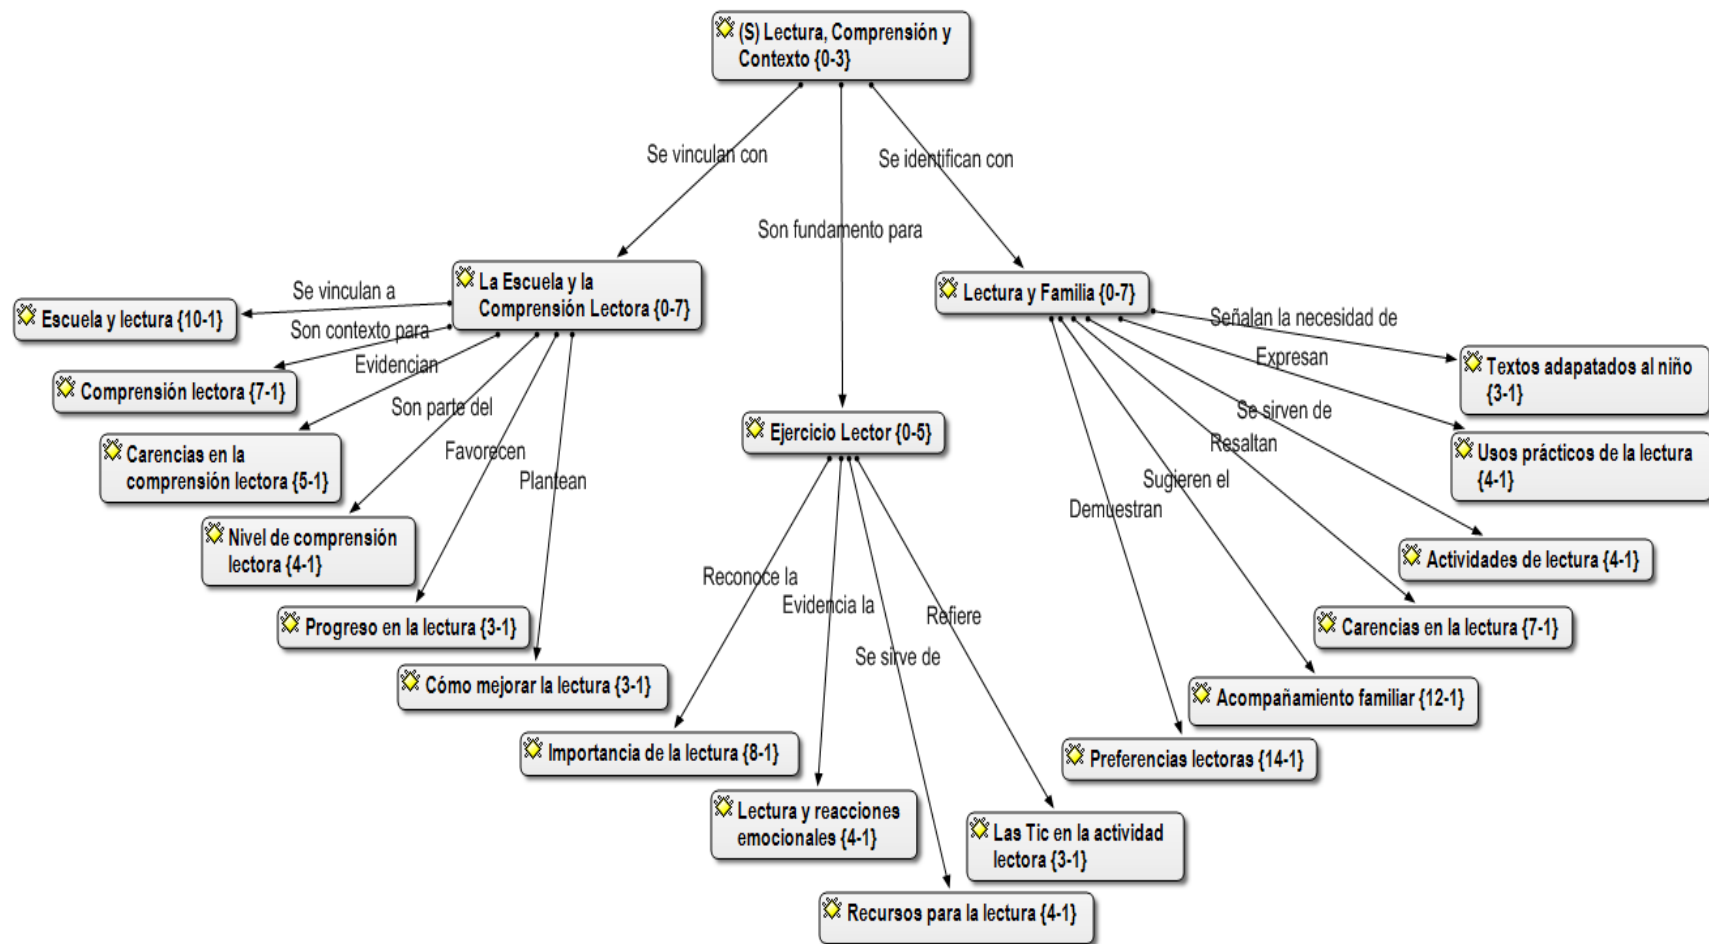 (S) Lectura, Comprensión y
Contexto {0-3}
Se vinculan con
Se identifican con
Son fundamento para
La Escuela y la
Comprensión Lectora {0-7}
Lectura y Familia {0-7}
Se vinculan a
Escuela y lectura {10-1}
Son contexto para
Comprensión lectora {7-1}
Evidencian
Carencias en la
comprensión lectora {5-1}
Son parte del
Nivel de comprensión
lectora {4-1}
Favorecen
Progreso en la lectura {3-1}
Plantean
Cómo mejorar la lectura {3-1}
Ejercicio Lector {0-5}
Reconoce la
Importancia de la lectura {8-1}
Evidencia la
Lectura y reacciones
emocionales {4-1}
Se sirve de
Recursos para la lectura {4-1}
Refiere
Las Tic en la actividad
lectora {3-1}
Señalan la necesidad de
Textos adapatados al niño
{3-1}
Expresan
Usos prácticos de la lectura
{4-1}
Se sirven de
Actividades de lectura {4-1}
Resaltan
Carencias en la lectura {7-1}
Sugieren el
Acompañamiento familiar {12-1}
Demuestran
Preferencias lectoras {14-1}